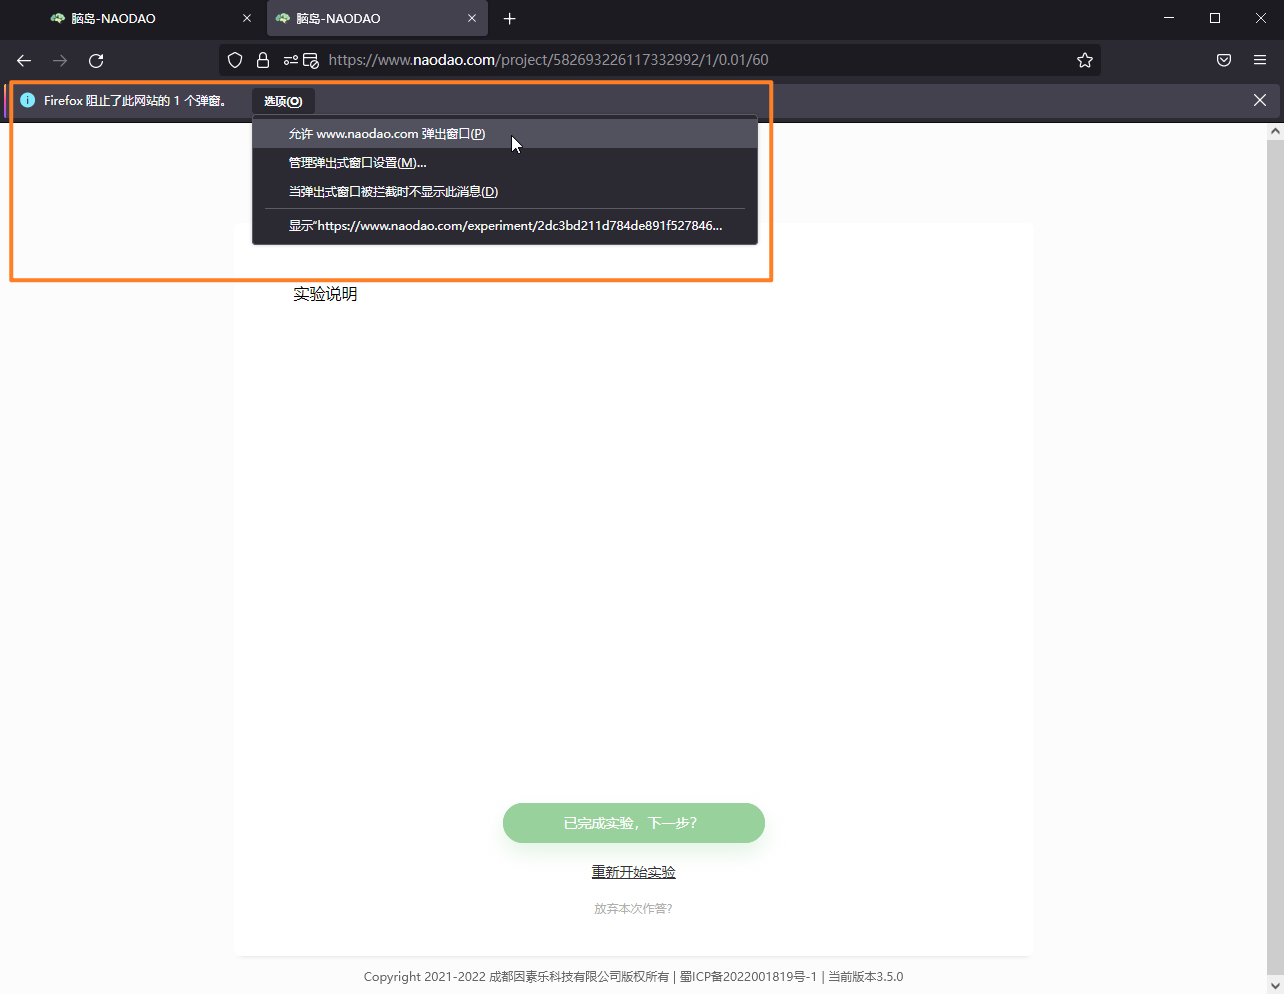 脑岛-NAODAO
脑岛-NAODAO
https://www.naodao.com/project/582693226117332992/1/0.01/60
Firefox 阻止了此网站的 1 个弹窗。 选项(O)
允许 www.naodao.com 弹出窗口(P)
管理弹出式窗口设置(M)...
当弹出式窗口被拦截时不显示此消息(D)
显示“https://www.naodao.com/experiment/2dc3bd211d784de891f527846...
实验说明
已完成实验，下一步？
重新开始实验
放弃本次作答?
Copyright 2021-2022 成都因素乐科技有限公司版权所有 | 蜀ICP备2022001819号-1 | 当前版本3.5.0